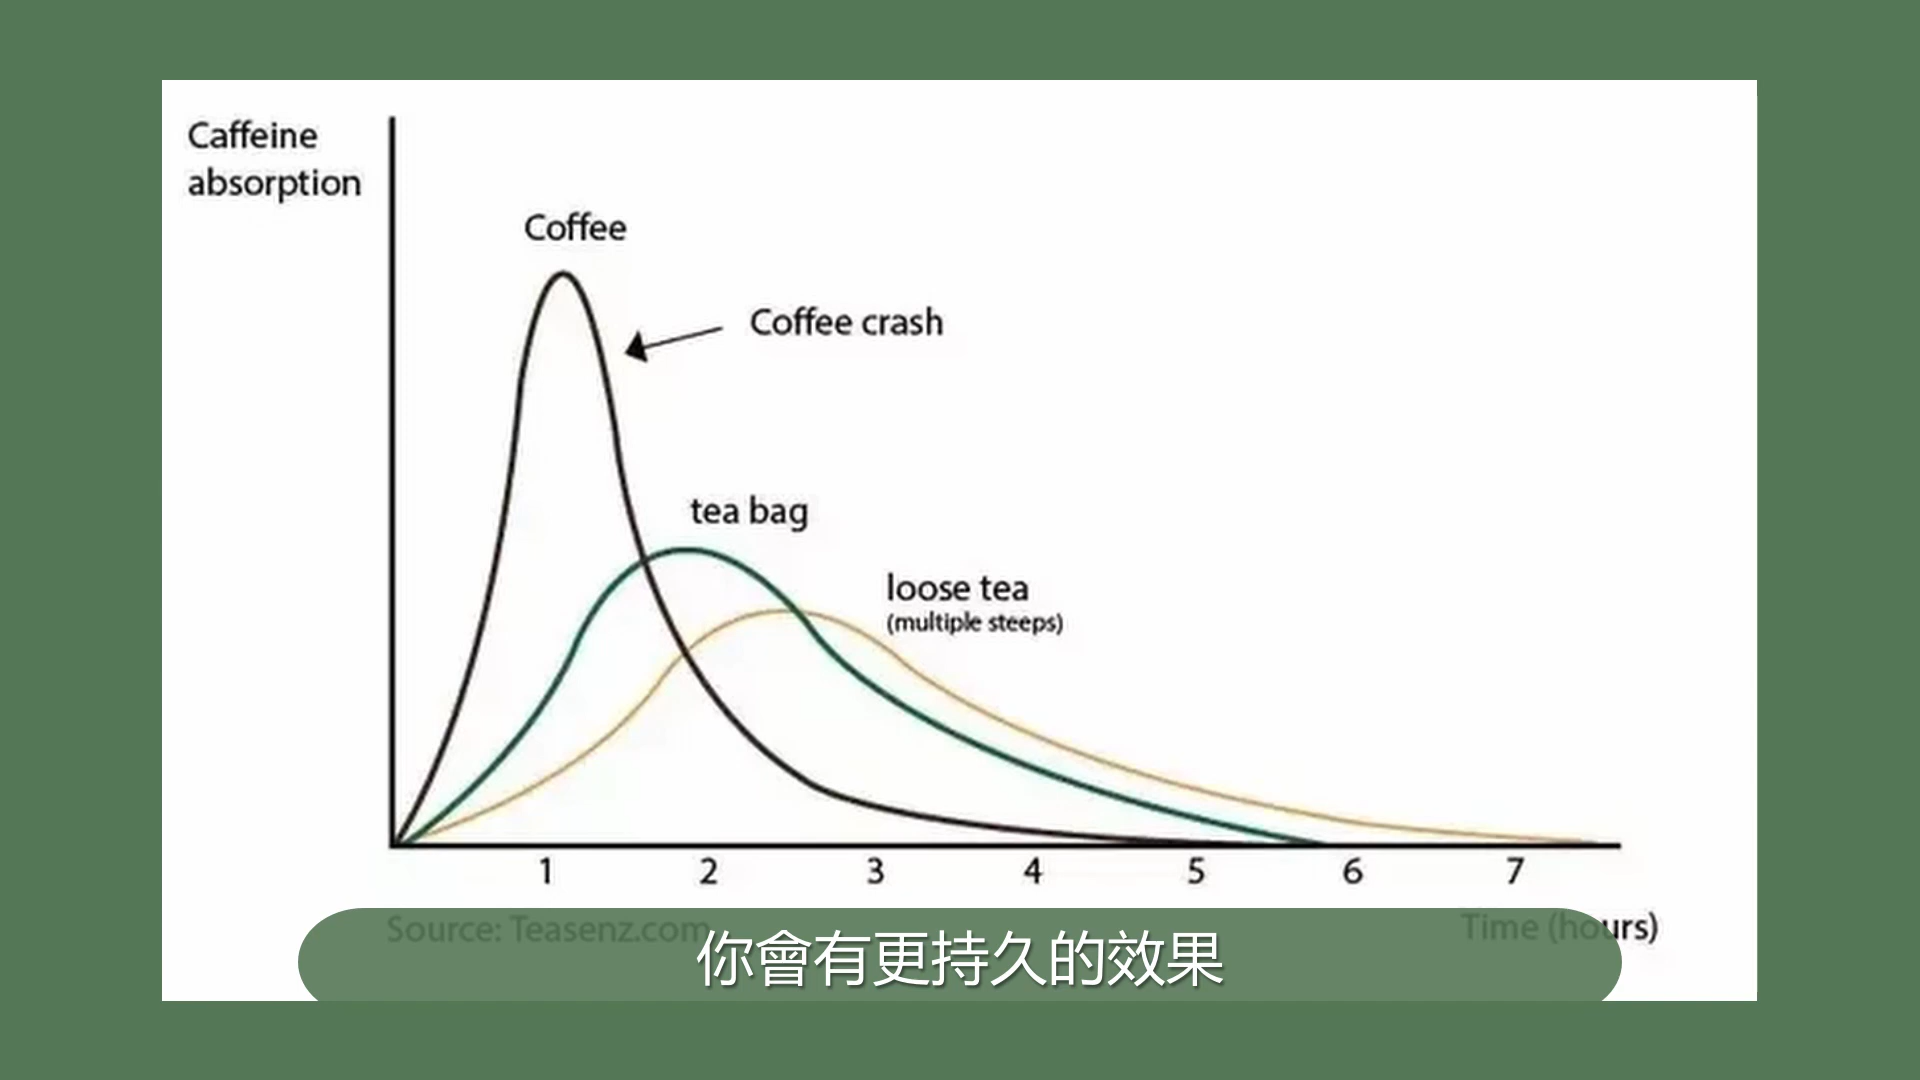 Caffeine
absorption
Coffee
Coffee crash
tea bag
loose tea
(multiple steeps)
1 2 3 4 5 6 7
Source: Teasenz.com
Time (hours)
你會有更持久的效果